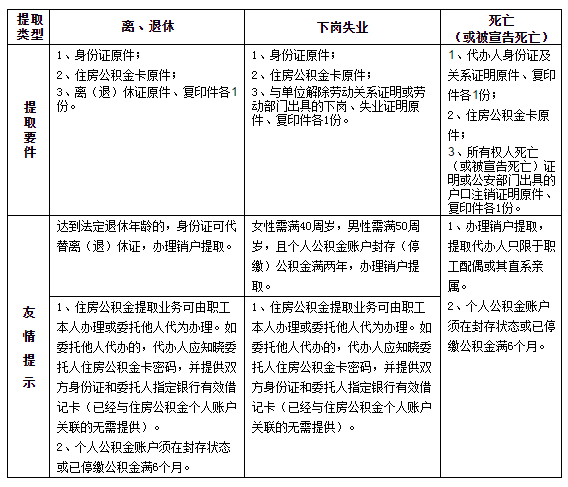 提取
类型
离、退休
下岗失业
死亡
（或被宣告死亡）
提取要件
1、身份证原件；
2、住房公积金卡原件；
3、离（退）休证原件、复印件各1
份。
1、身份证原件；
2、住房公积金卡原件；
3、与单位解除劳动关系证明或劳
动部门出具的下岗、失业证明原
件、复印件各1份。
1、代办人身份证及
关系证明原件、复印
件各1份；
2、住房公积金卡原
件；
3、所有权人死亡
（或被宣告死亡）证
明或公安部门出具的
户口注销证明原件、
复印件各1份。
友情提示
达到法定退休年龄的，身份证可代
替离（退）休证，办理销户提取。
女性需满40周岁，男性需满50周
岁，且个人公积金账户封存（停
缴）公积金满两年，办理销户提
取。
1、办理销户提取，
提取代办人只限于职
工配偶或其直系亲
属。
2、个人公积金账户
须在封存状态或已停
缴公积金满6个月。
1、住房公积金提取业务可由职工
本人办理或委托他人代为办理。如
委托他人代办的，代办人应知晓委
托人住房公积金卡密码，并提供双
方身份证和委托人指定银行有效借
记卡（已经与住房公积金个人账户
关联的无需提供）。
2、个人公积金账户须在封存状态
或已停缴公积金满6个月。
1、住房公积金提取业务可由职工
本人办理或委托他人代为办理。如
委托他人代办的，代办人应知晓委
托人住房公积金卡密码，并提供双
方身份证和委托人指定银行有效借
记卡（已经与住房公积金个人账户
关联的无需提供）。